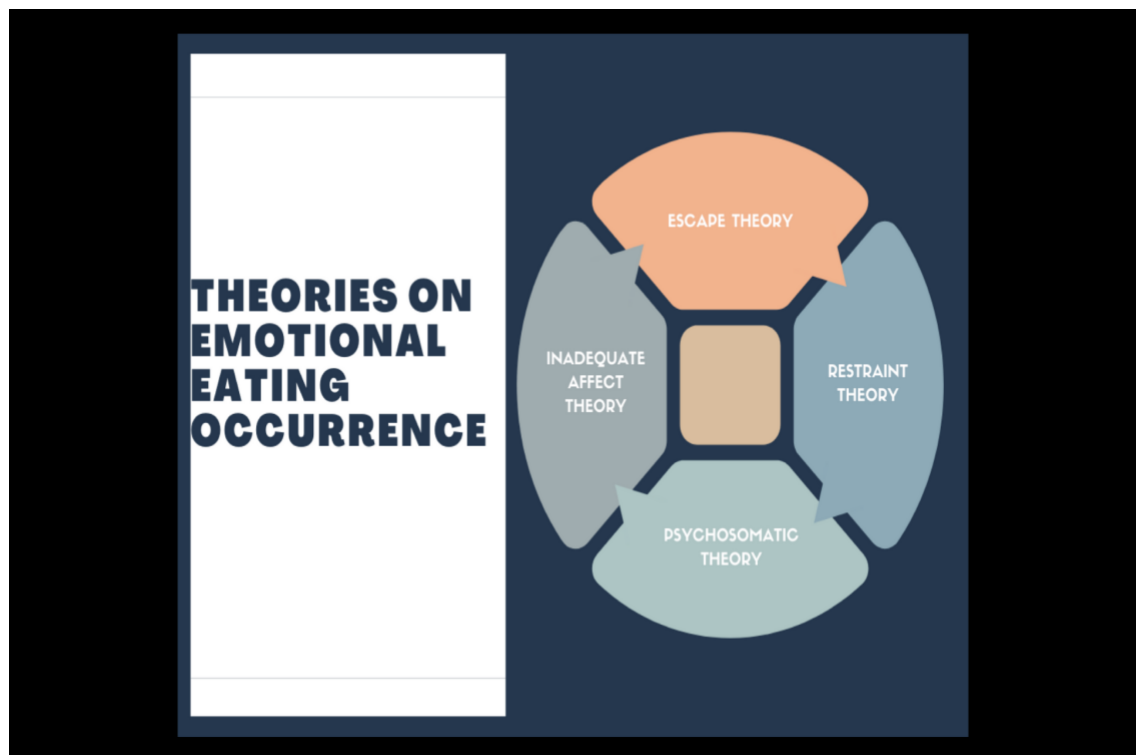 THEORIES ON
EMOTIONAL
EATING
OCCURRENCE
ESCAPE THEORY
INADEQUATE
AFFECT
THEORY
RESTRAINT
THEORY
PSYCHOSOMATIC
THEORY